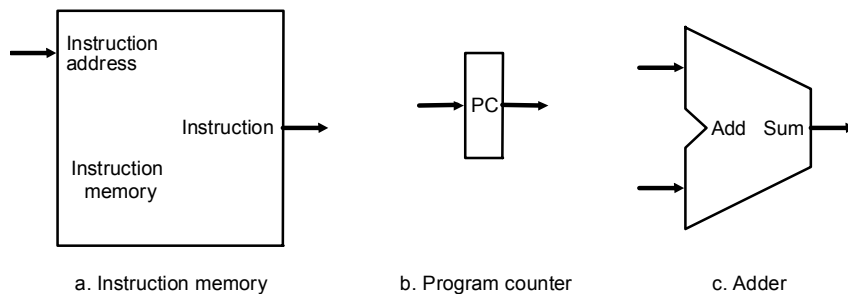 Instruction
address
Instruction
Instruction
memory
PC
Add Sum
a. Instruction memory
b. Program counter
c. Adder